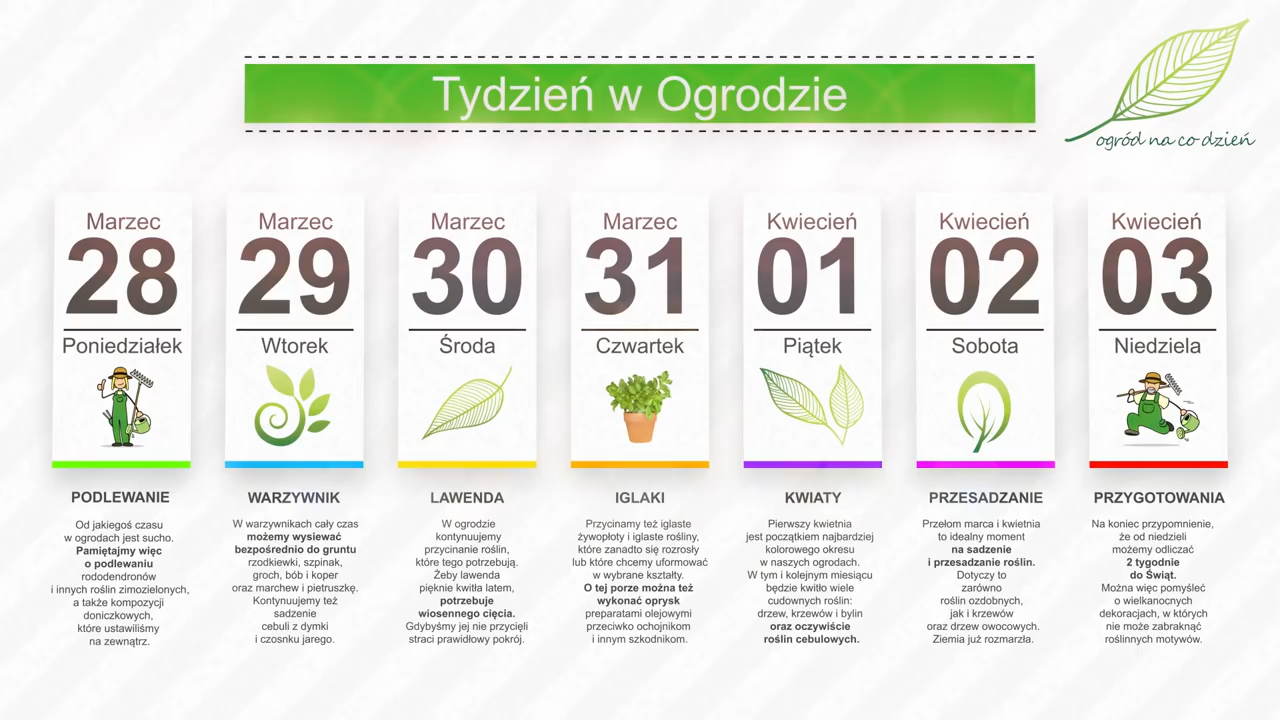 Tydzień w Ogrodzie
ogród na co dzień
Marzec
28
Poniedziałek
PODLEWANIE
Od jakiegoś czasu
w ogrodach jest sucho.
Pamiętajmy więc
o podlewaniu
rododendronów
i innych roślin zimozielonych,
a także kompozycji
doniczkowych,
które ustawiliśmy
na zewnątrz.
Marzec
29
Wtorek
WARZYWNIK
W warzywnikach cały czas
możemy wysiewać
bezpośrednio do gruntu
rzodkiewki, szpinak,
groch, bób i koper
oraz marchew i pietruszkę.
Kontynuujemy też
sadzenie
cebuli z dymki
i czosnku jarego.
Marzec
30
Środa
LAWENDA
W ogrodzie
kontynuujemy
przycinanie roślin,
które tego potrzebują.
Żeby lawenda
pięknie kwitła latem,
potrzebuje
wiosennego cięcia.
Gdybyśmy jej nie przycięli
straci prawidłowy pokrój.
Marzec
31
Czwartek
IGLAKI
Przycinamy też iglaste
żywopłoty i iglaste rośliny,
które zanadto się rozrosły
lub które chcemy uformować
w wybrane kształty.
O tej porze można też
wykonać oprysk
preparatami olejowymi
przeciwko ochojnikom
i innym szkodnikom.
Kwiecień
01
Piątek
KWIATY
Pierwszy kwietnia
jest początkiem najbardziej
kolorowego okresu
w naszych ogrodach.
W tym i kolejnym miesiącu
będzie kwitło wiele
cudownych roślin:
drzew, krzewów i bylin
oraz oczywiście
roślin cebulowych.
Kwiecień
02
Sobota
PRZESADZANIE
Przełom marca i kwietnia
to idealny moment
na sadzenie
i przesadzanie roślin.
Dotyczy to
zarówno
roślin ozdobnych,
jak i krzewów
oraz drzew owocowych.
Ziemia już rozmarzła.
Kwiecień
03
Niedziela
PRZYGOTOWANIA
Na koniec przypomnienie,
że od niedzieli
możemy odliczać
2 tygodnie
do Świąt.
Można więc pomyśleć
o wielkanocnych
dekoracjach, w których
nie może zabraknąć
roślinnych motywów.